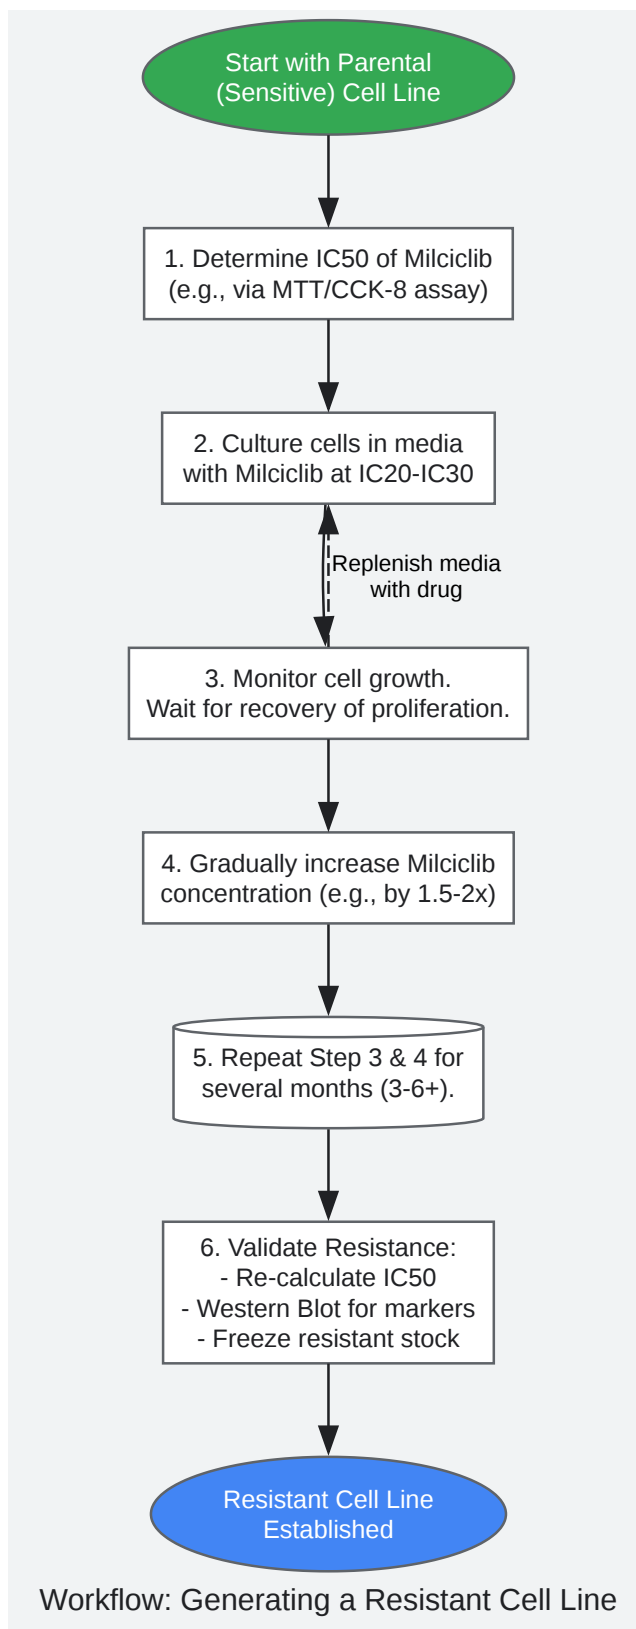 Start with Parental
(Sensitive) Cell Line
1. Determine IC50 of Milciclib
(e.g., via MTT/CCK-8 assay)
2. Culture cells in media
with Milciclib at IC20-IC30
Replenish media
with drug
3. Monitor cell growth.
Wait for recovery of proliferation.
4. Gradually increase Milciclib
concentration (e.g., by 1.5-2x)
5. Repeat Step 3 & 4 for
several months (3-6+).
6. Validate Resistance:
- Re-calculate IC50
- Western Blot for markers
- Freeze resistant stock
Resistant Cell Line
Established
Workflow: Generating a Resistant Cell Line